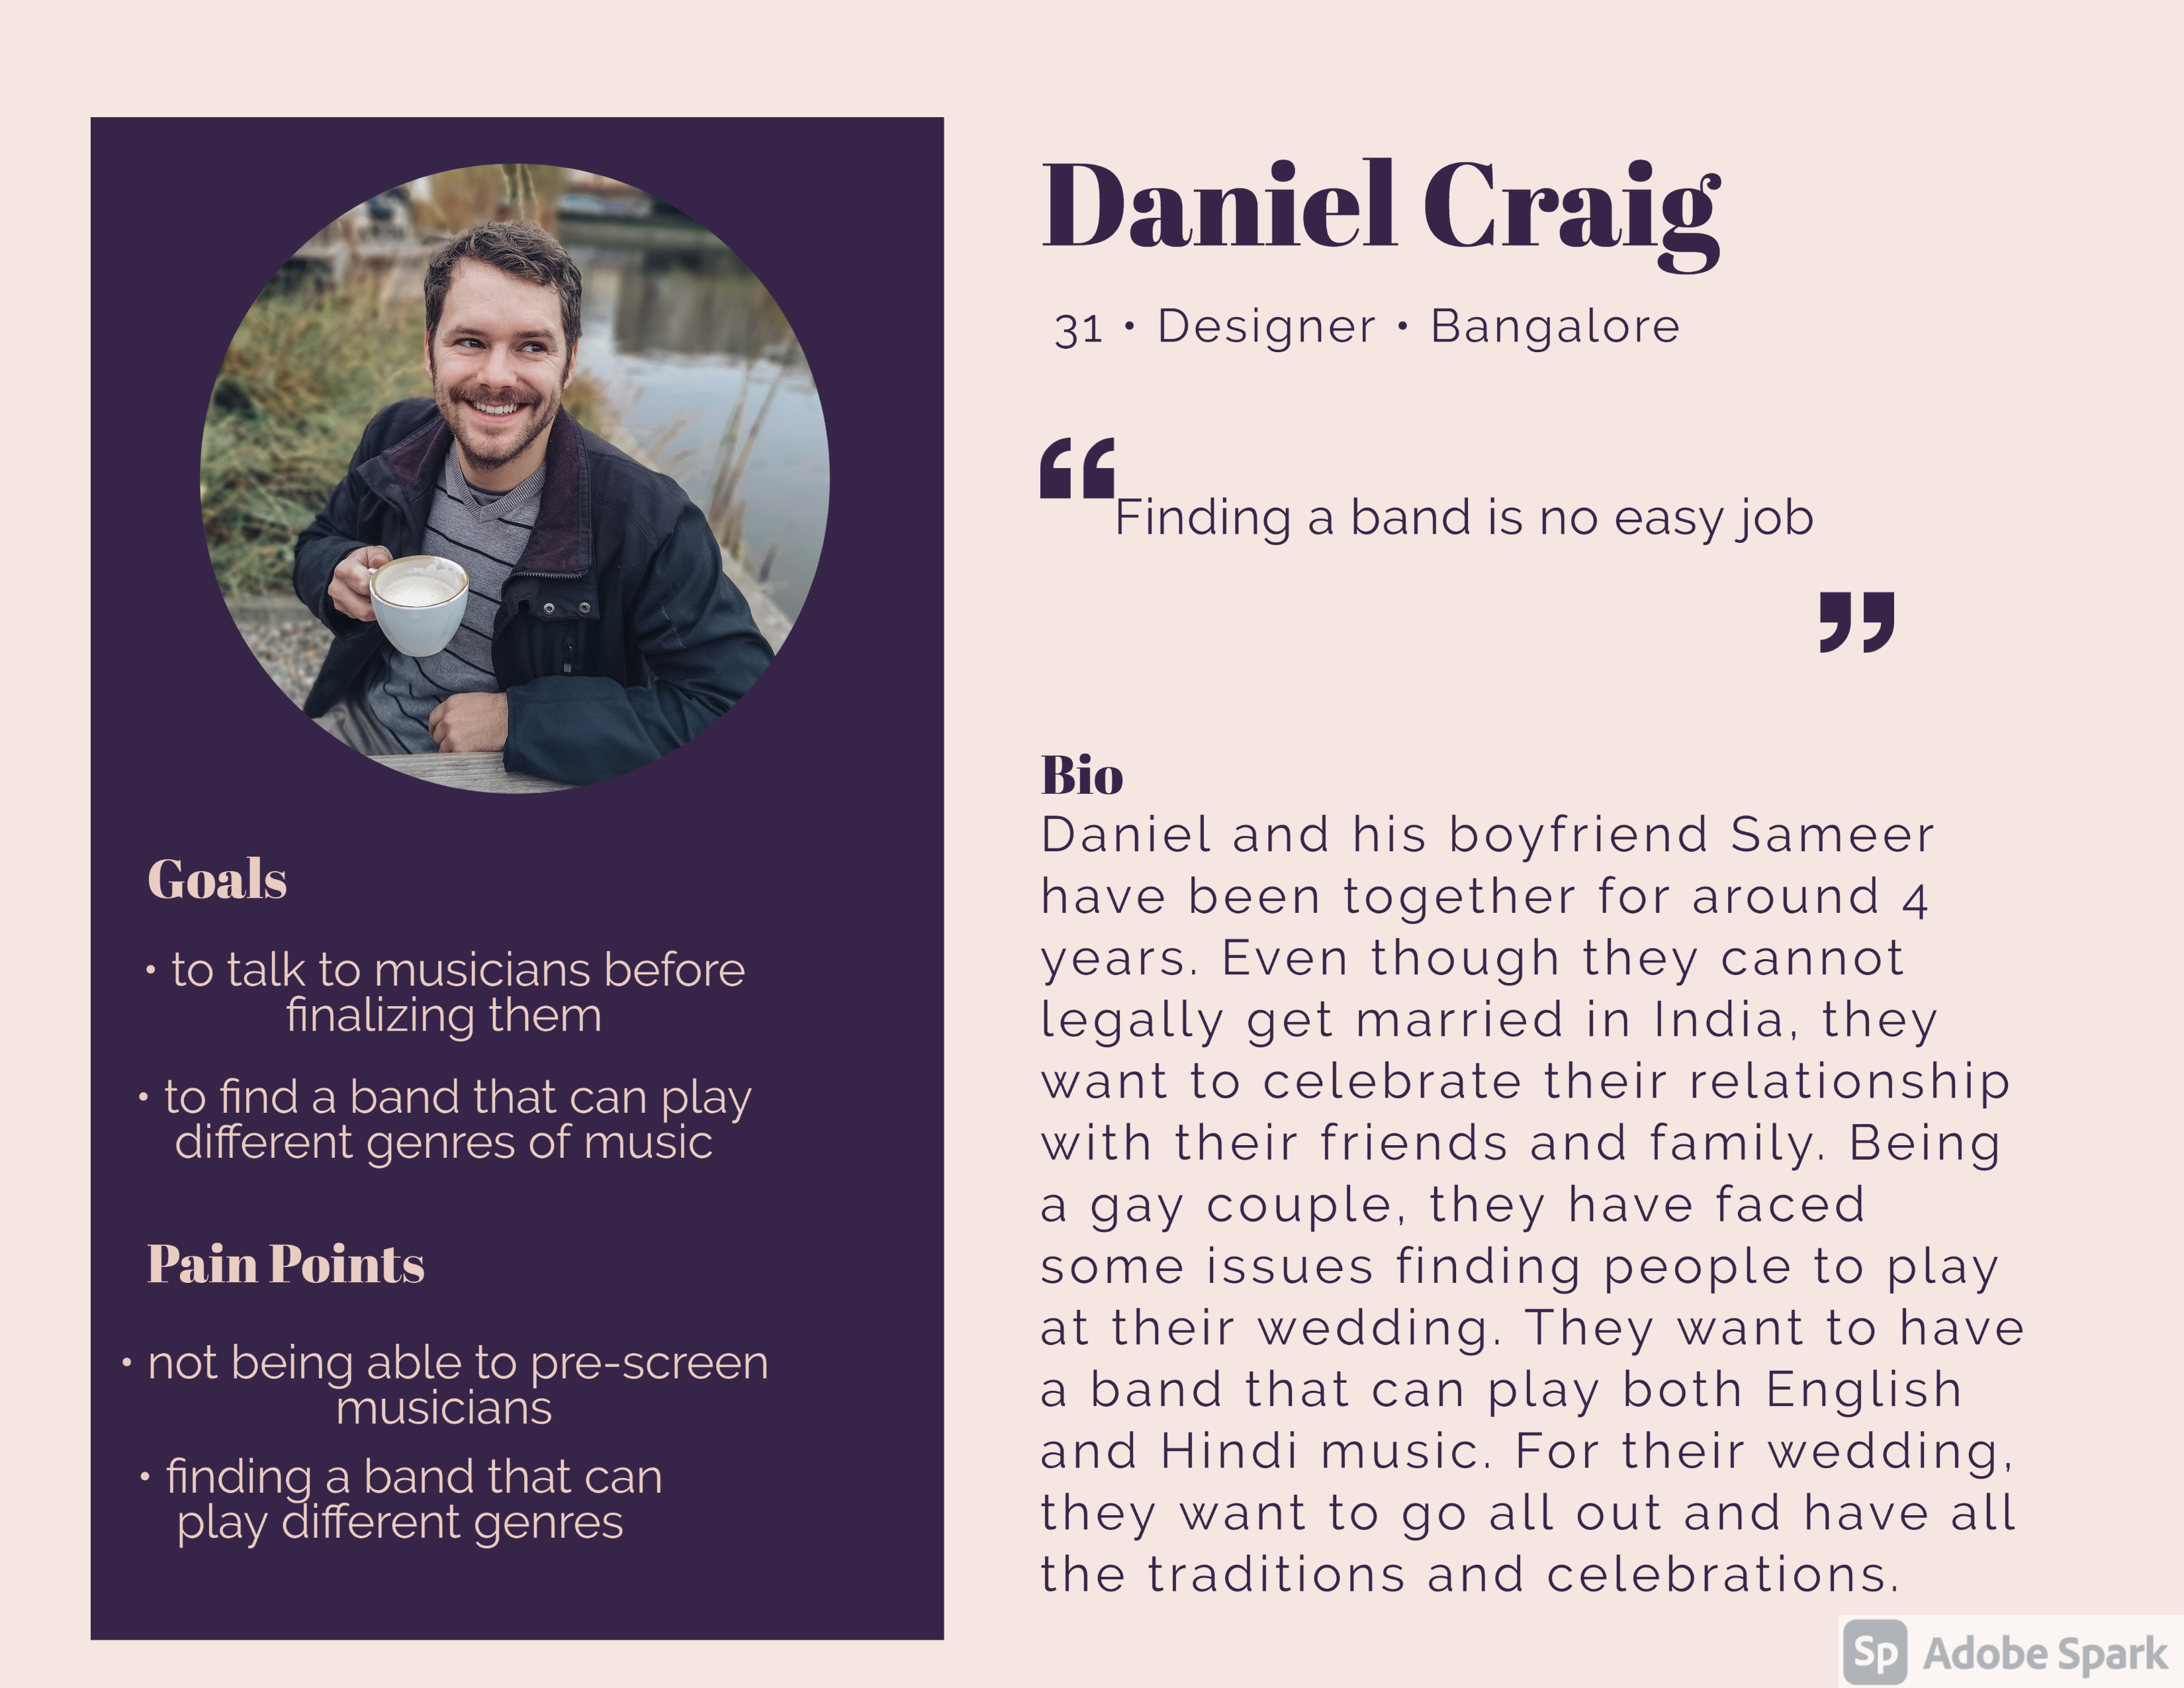 Daniel Craig
31 • Designer • Bangalore
“
Finding a band is no easy job
”
Goals
• to talk to musicians before
finalizing them
• to find a band that can play
different genres of music
Pain Points
• not being able to pre-screen
musicians
• finding a band that can
play different genres
Bio
Daniel and his boyfriend Sameer
have been together for around 4
years. Even though they cannot
legally get married in India, they
want to celebrate their relationship
with their friends and family. Being
a gay couple, they have faced
some issues finding people to play
at their wedding. They want to have
a band that can play both English
and Hindi music. For their wedding,
they want to go all out and have all
the traditions and celebrations.
Sp Adobe Spark